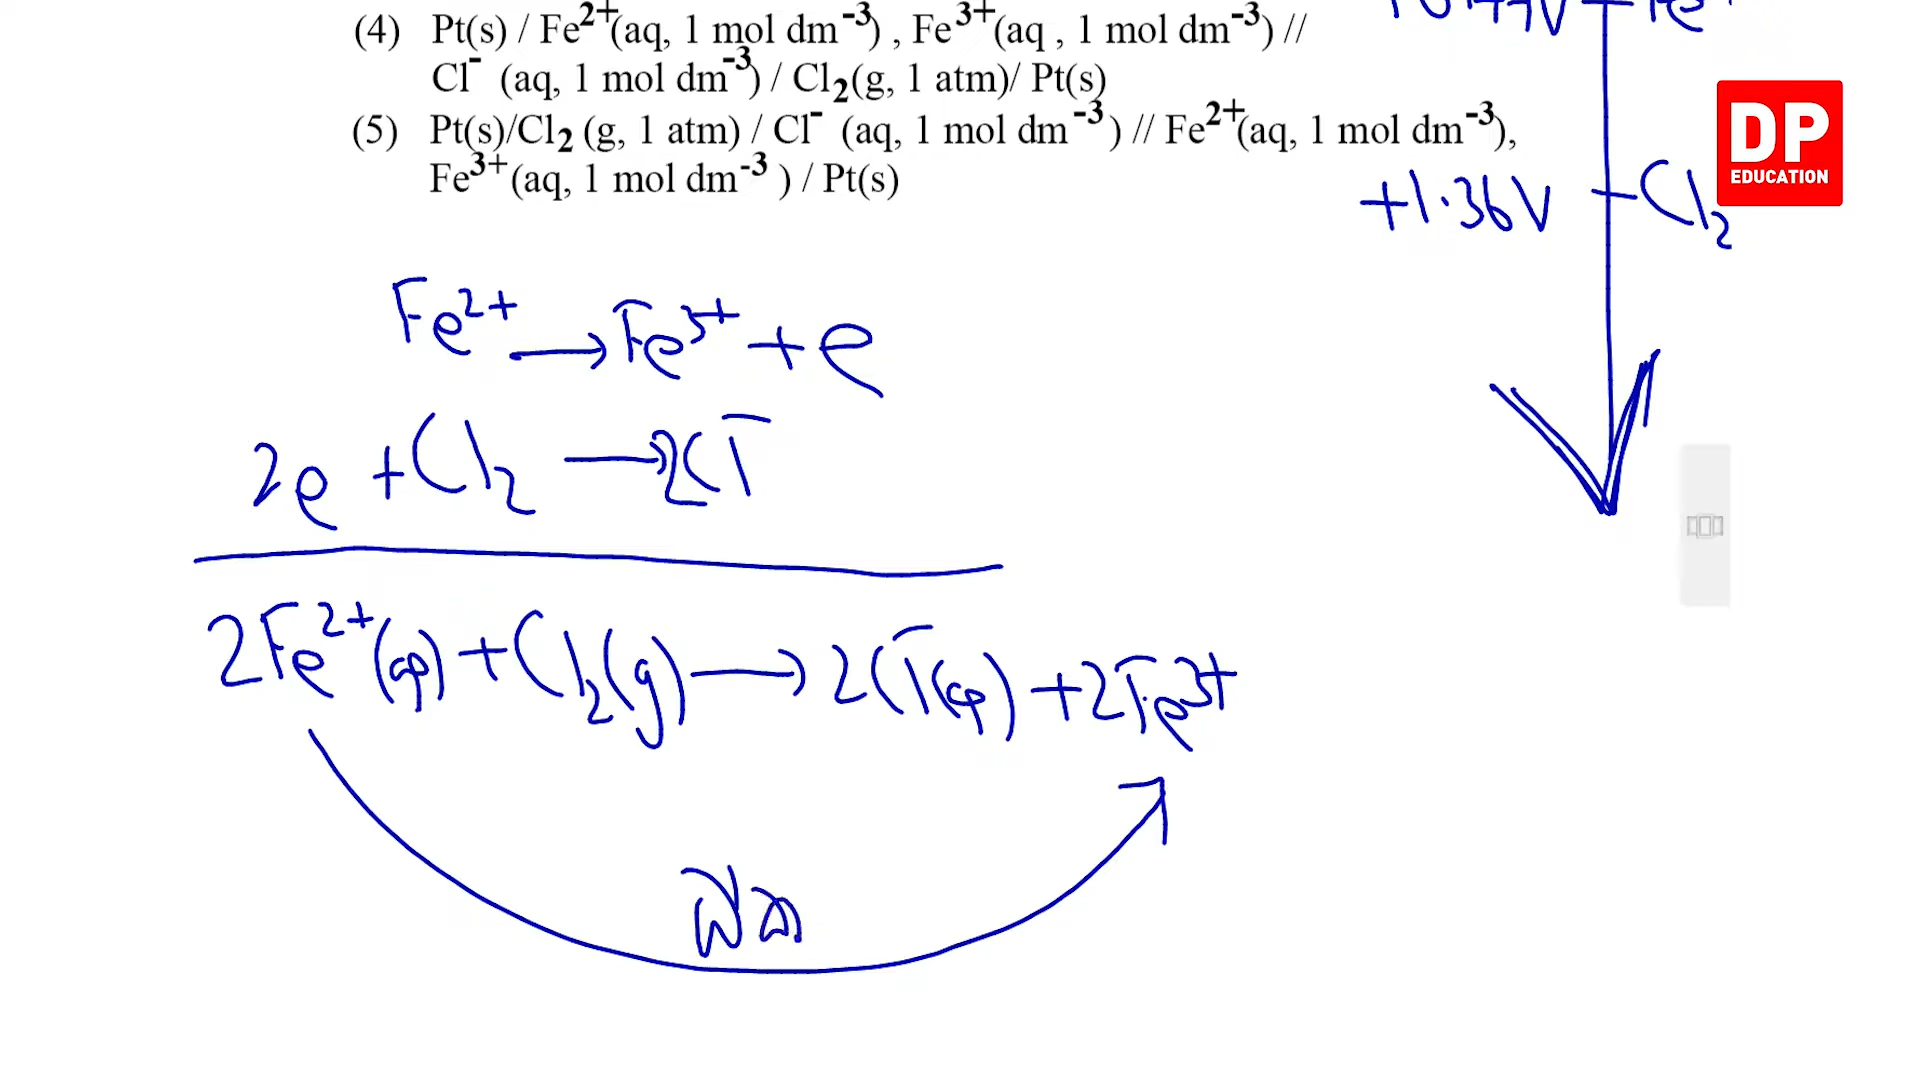 (4) Pt(s) / Fe²⁺(aq, 1 mol dm⁻³) , Fe³⁺(aq , 1 mol dm⁻³) //
Cl⁻ (aq, 1 mol dm⁻³) / Cl₂(g, 1 atm)/ Pt(s)
(5) Pt(s)/Cl₂ (g, 1 atm) / Cl⁻ (aq, 1 mol dm⁻³ ) // Fe²⁺(aq, 1 mol dm⁻³),
Fe³⁺(aq, 1 mol dm⁻³ ) / Pt(s)
DP
EDUCATION
+1.36V Cl₂
Fe²⁺ → Fe³⁺ + e
2e + Cl₂ → 2Cl⁻
2Fe²⁺(aq) + Cl₂(g) → 2Cl⁻(aq) + 2Fe³⁺